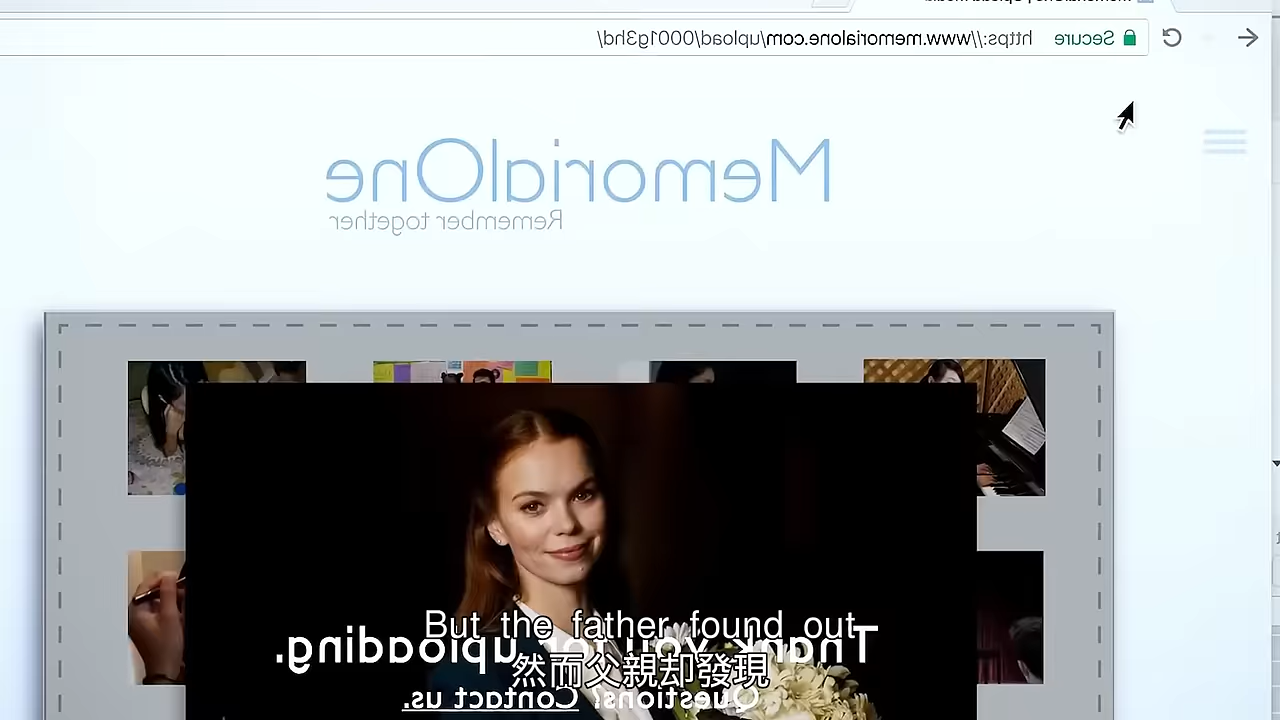 Secure https://www.memorialone.com/upload/0001g3hd/
MemorialOne
Remember together
But the father found out
Thank you for uploading.
然而父親却發現
Questions? Contact us.